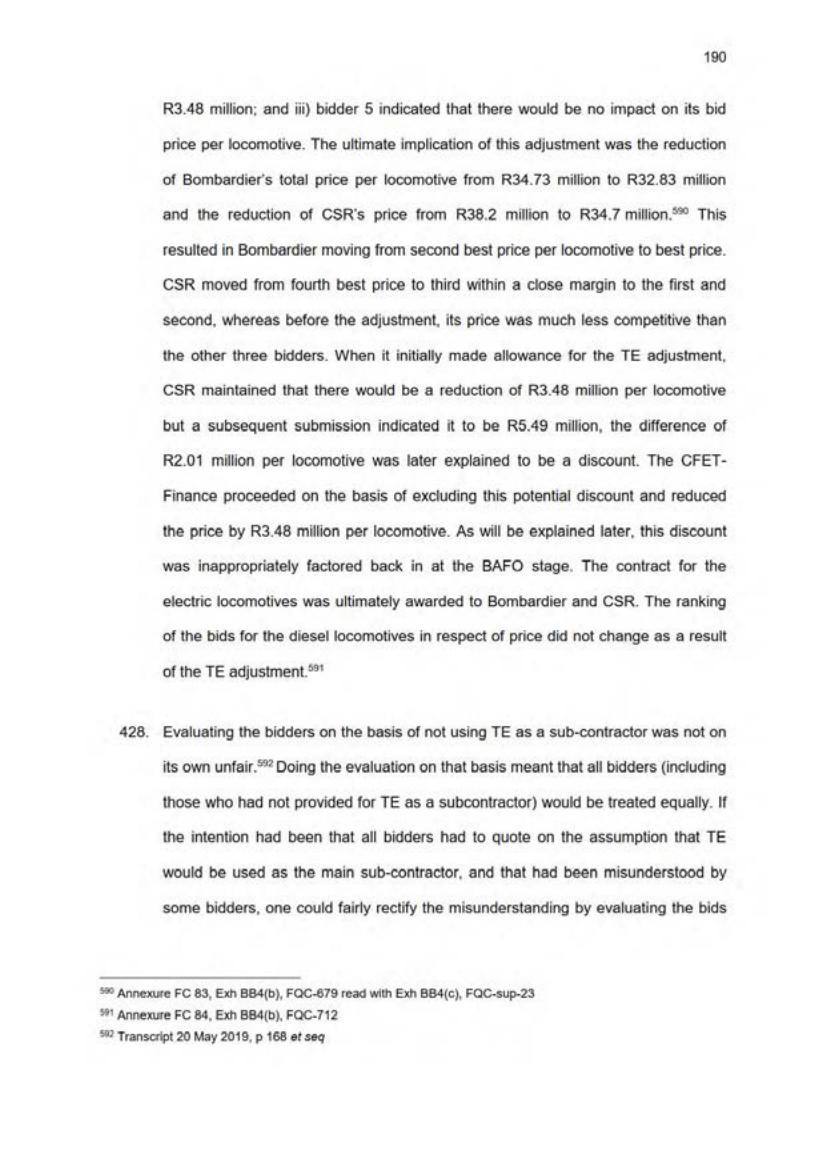 190
R3.48 million; and iii) bidder 5 indicated that there would be no impact on its bid
price per locomotive. The ultimate implication of this adjustment was the reduction
of Bombardier's total price per locomotive from R34.73 million to R32.83 million
and the reduction of CSR's price from R38.2 million to R34.7 million.590 This
resulted in Bombardier moving from second best price per locomotive to best price.
CSR moved from fourth best price to third within a close margin to the first and
second, whereas before the adjustment, its price was much less competitive than
the other three bidders. When it initially made allowance for the TE adjustment,
CSR maintained that there would be a reduction of R3.48 million per locomotive
but a subsequent submission indicated it to be R5.49 million, the difference of
R2.01 million per locomotive was later explained to be a discount. The CFET-
Finance proceeded on the basis of excluding this potential discount and reduced
the price by R3.48 million per locomotive. As will be explained later, this discount
was inappropriately factored back in at the BAFO stage. The contract for the
electric locomotives was ultimately awarded to Bombardier and CSR. The ranking
of the bids for the diesel locomotives in respect of price did not change as a result
of the TE adjustment.591
428. Evaluating the bidders on the basis of not using TE as a sub-contractor was not on
its own unfair.592 Doing the evaluation on that basis meant that all bidders (including
those who had not provided for TE as a subcontractor) would be treated equally. If
the intention had been that all bidders had to quote on the assumption that TE
would be used as the main sub-contractor, and that had been misunderstood by
some bidders, one could fairly rectify the misunderstanding by evaluating the bids
590 Annexure FC 83, Exh BB4(b), FQC-679 read with Exh BB4(c), FQC-sup-23
591 Annexure FC 84, Exh BB4(b), FQC-712
592 Transcript 20 May 2019, p 168 et seq